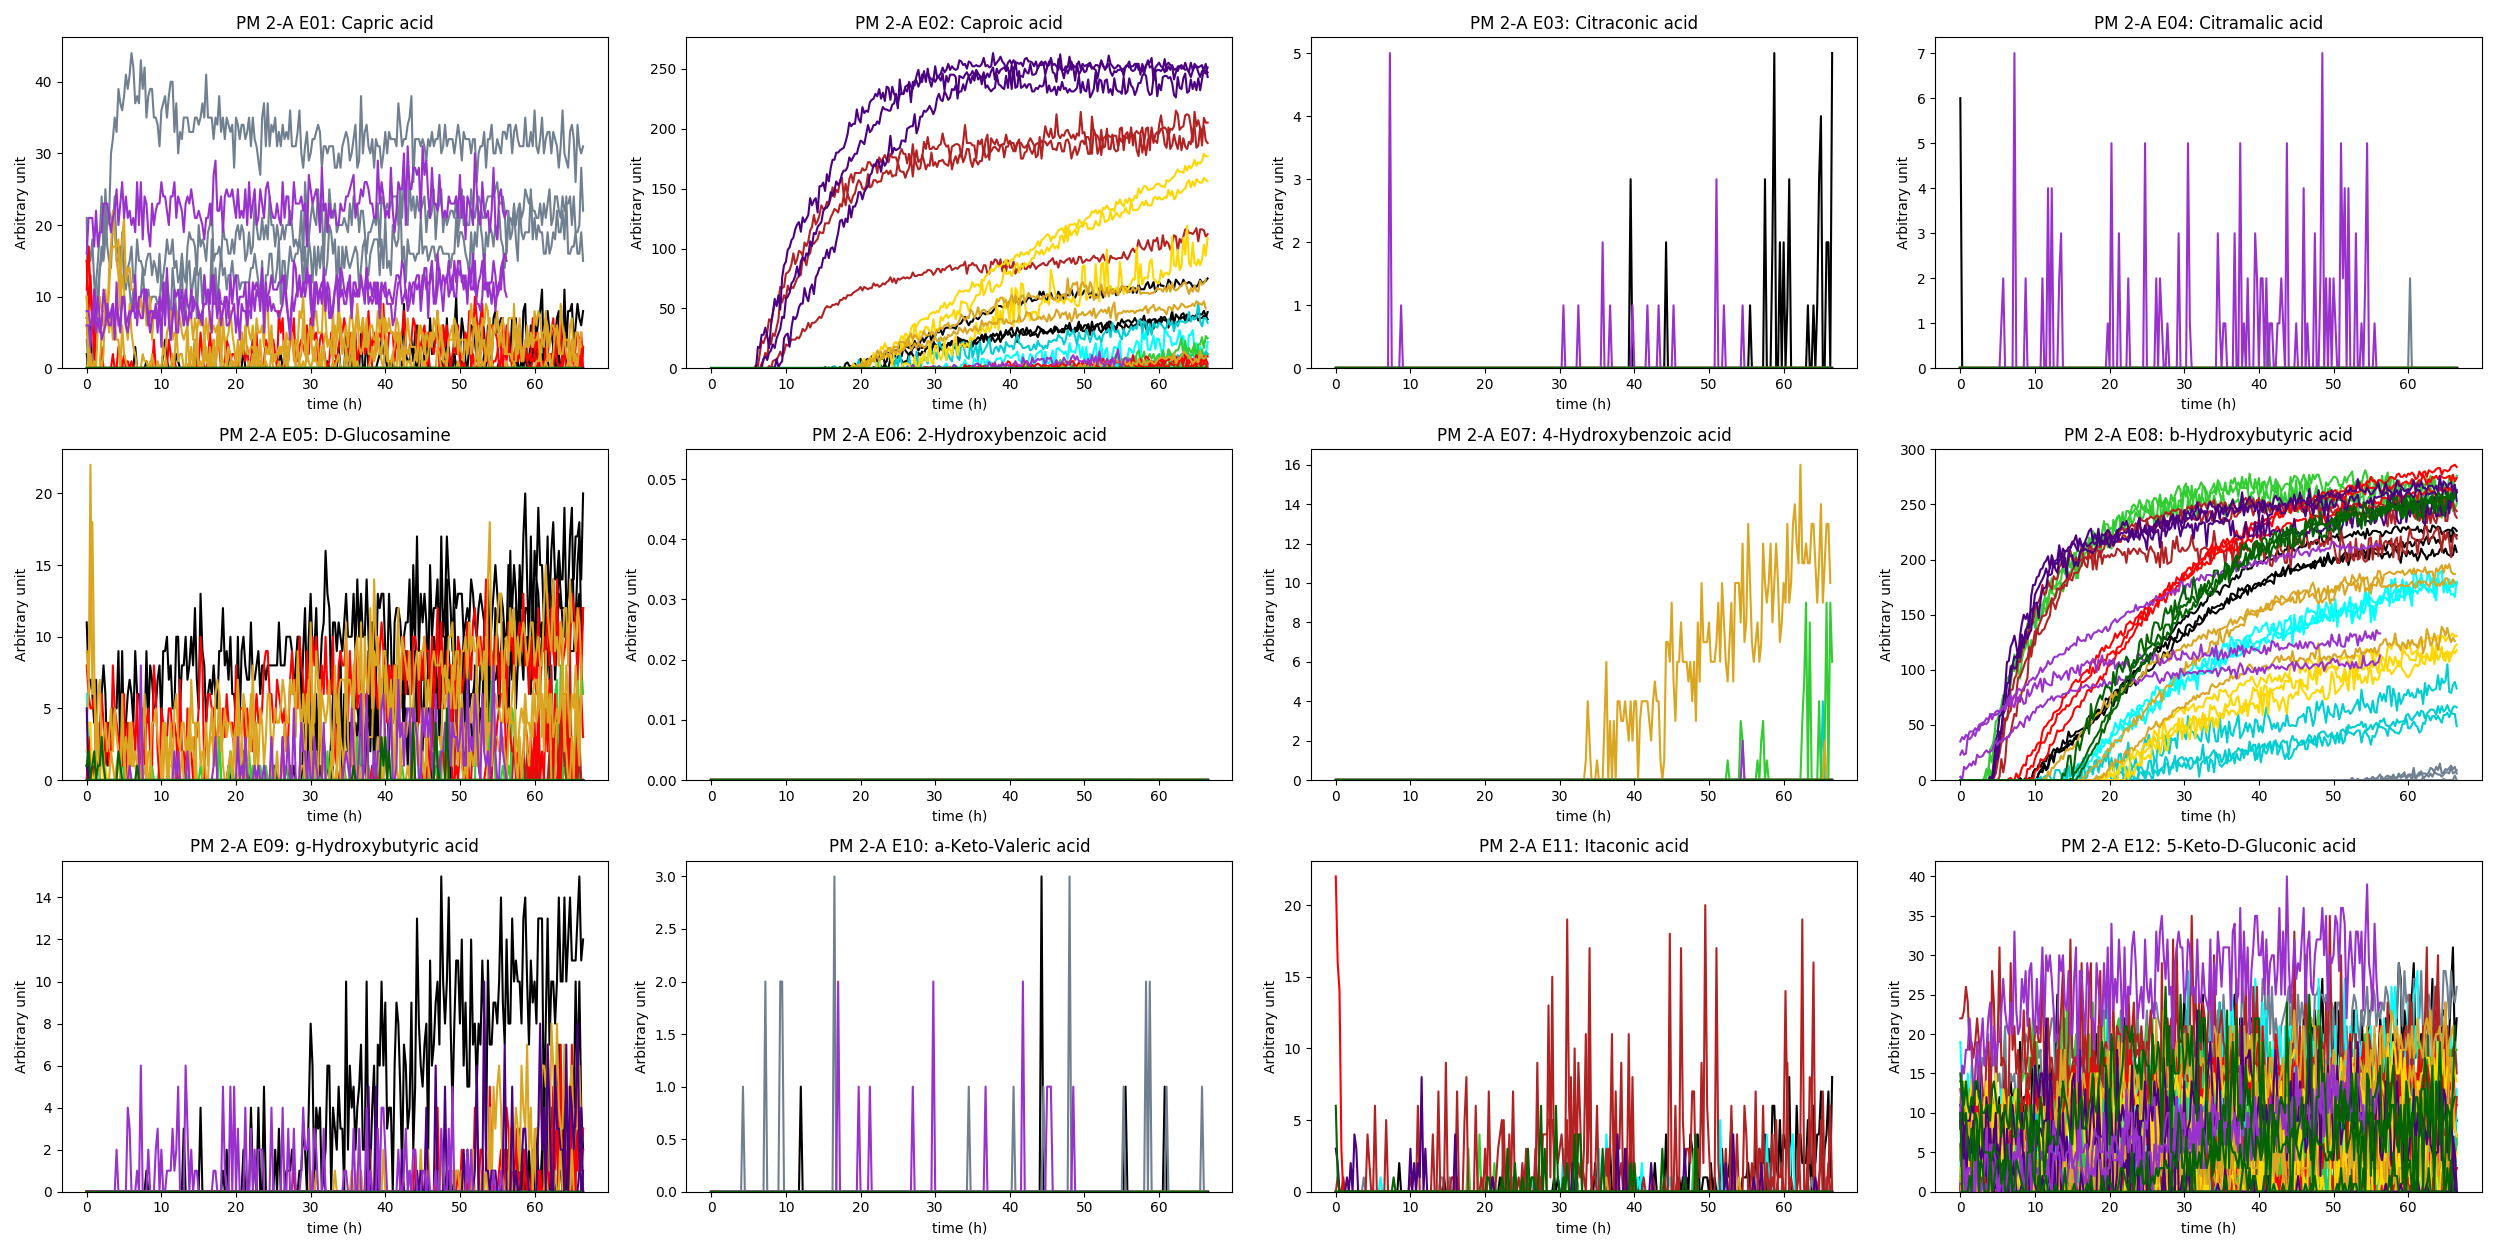 PM 2-A E01: Capric acid
PM 2-A E02: Caproic acid
PM 2-A E03: Citraconic acid
PM 2-A E04: Citramalic acid
Arbitrary unit
0 10 20 30 40
0 10 20 30 40 50 60
time (h)
Arbitrary unit
0 50 100 150 200 250
0 10 20 30 40 50 60
time (h)
Arbitrary unit
0 1 2 3 4 5
0 10 20 30 40 50 60
time (h)
Arbitrary unit
0 1 2 3 4 5 6 7
0 10 20 30 40 50 60
time (h)
PM 2-A E05: D-Glucosamine
PM 2-A E06: 2-Hydroxybenzoic acid
PM 2-A E07: 4-Hydroxybenzoic acid
PM 2-A E08: b-Hydroxybutyric acid
Arbitrary unit
0 5 10 15 20
0 10 20 30 40 50 60
time (h)
Arbitrary unit
0.00 0.01 0.02 0.03 0.04 0.05
0 10 20 30 40 50 60
time (h)
Arbitrary unit
0 2 4 6 8 10 12 14 16
0 10 20 30 40 50 60
time (h)
Arbitrary unit
0 50 100 150 200 250 300
0 10 20 30 40 50 60
time (h)
PM 2-A E09: g-Hydroxybutyric acid
PM 2-A E10: a-Keto-Valeric acid
PM 2-A E11: Itaconic acid
PM 2-A E12: 5-Keto-D-Gluconic acid
Arbitrary unit
0 2 4 6 8 10 12 14
0 10 20 30 40 50 60
time (h)
Arbitrary unit
0.0 0.5 1.0 1.5 2.0 2.5 3.0
0 10 20 30 40 50 60
time (h)
Arbitrary unit
0 5 10 15 20
0 10 20 30 40 50 60
time (h)
Arbitrary unit
0 5 10 15 20 25 30 35 40
0 10 20 30 40 50 60
time (h)